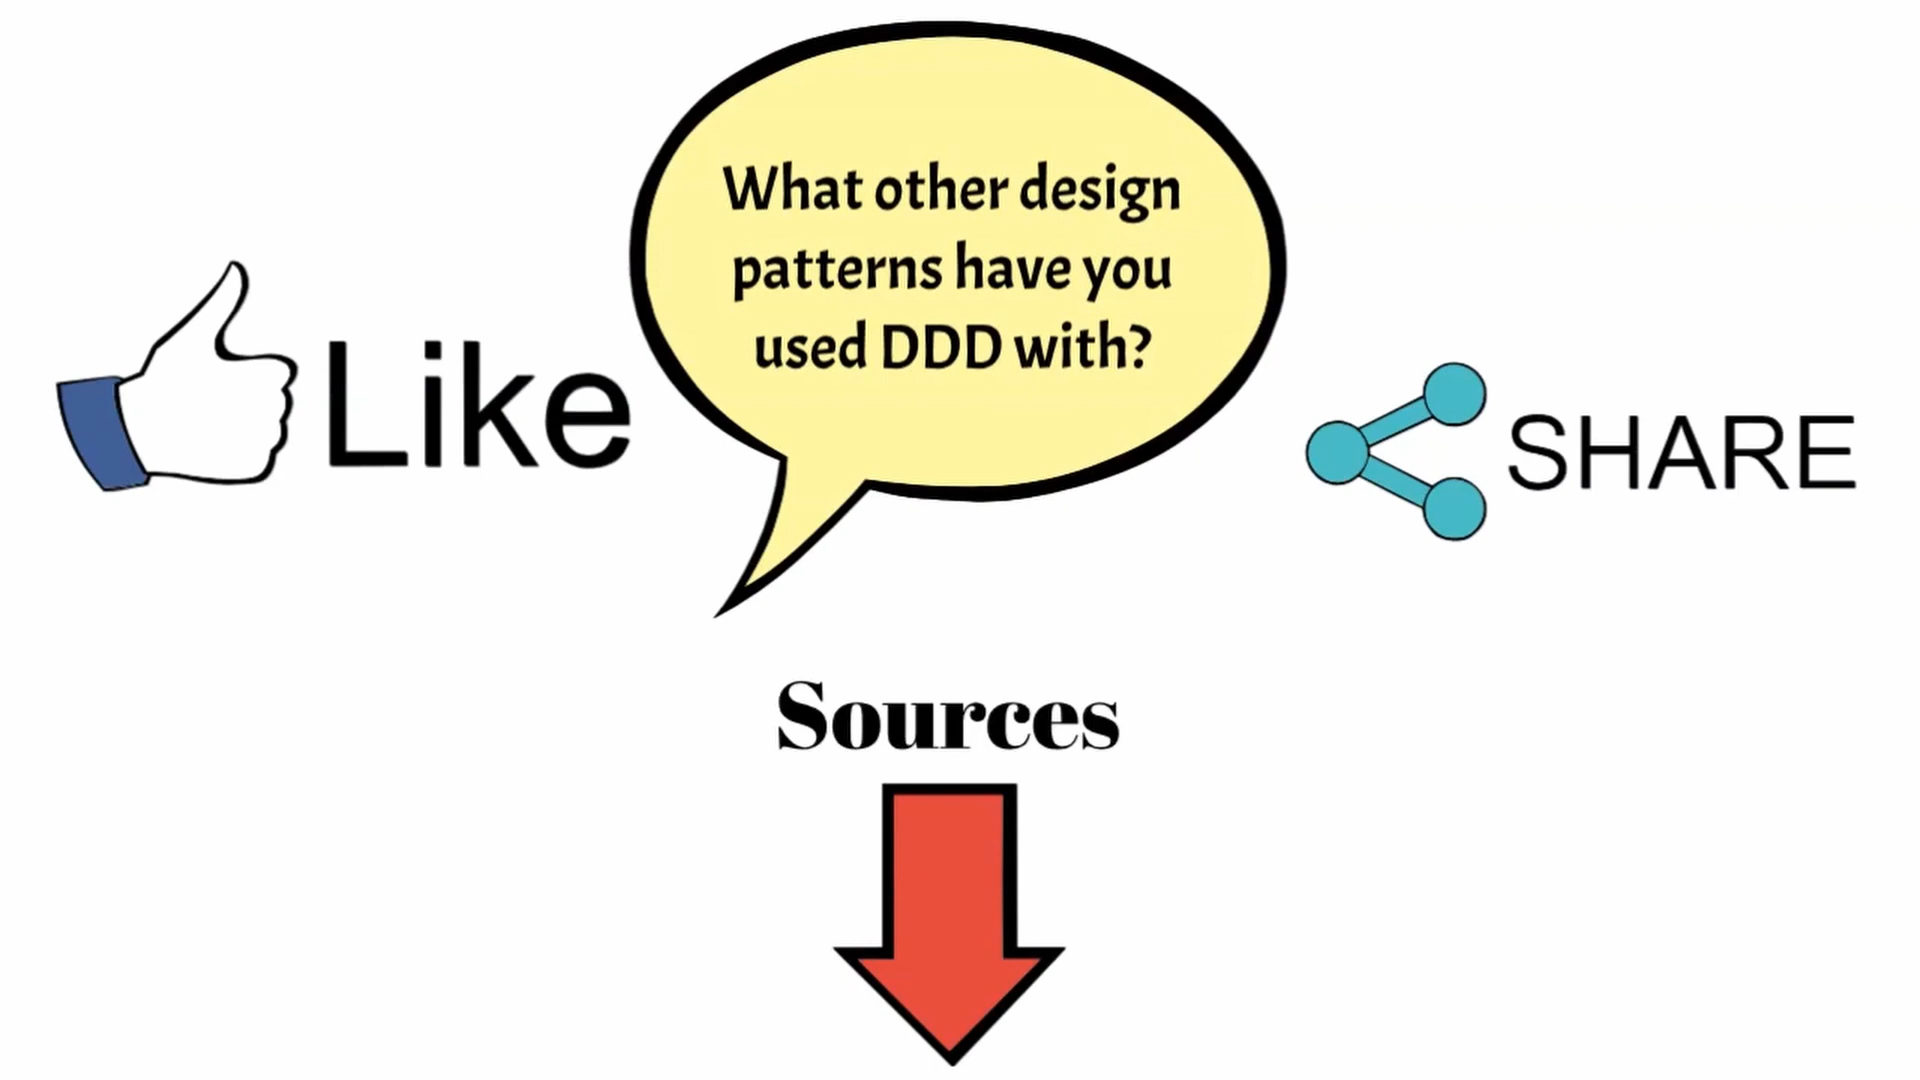 What other design
patterns have you
used DDD with?
Like
SHARE
Sources